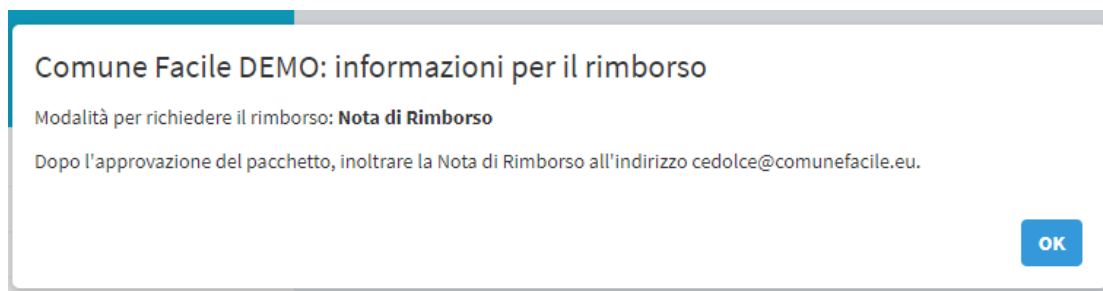 Comune Facile DEMO: informazioni per il rimborso
Modalità per richiedere il rimborso: Nota di Rimborso
Dopo l'approvazione del pacchetto, inoltrare la Nota di Rimborso all'indirizzo cedolce@comunefacile.eu.
OK